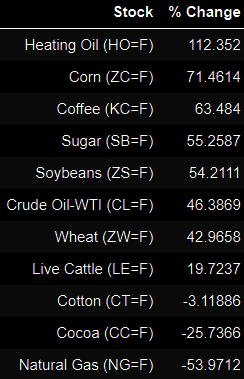 Stock % Change
Heating Oil (HO=F) 112.352
Corn (ZC=F) 71.4614
Coffee (KC=F) 63.484
Sugar (SB=F) 55.2587
Soybeans (ZS=F) 54.2111
Crude Oil-WTI (CL=F) 46.3869
Wheat (ZW=F) 42.9658
Live Cattle (LE=F) 19.7237
Cotton (CT=F) -3.11886
Cocoa (CC=F) -25.7366
Natural Gas (NG=F) -53.9712